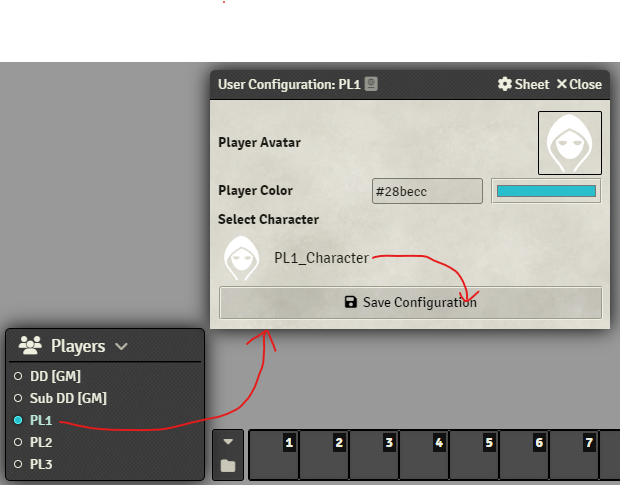 User Configuration: PL1 Sheet Close
Player Avatar
Player Color #28becc
Select Character
PL1_Character
Save Configuration
Players
DD [GM]
Sub DD [GM]
PL1
PL2
PL3
1 2 3 4 5 6 7